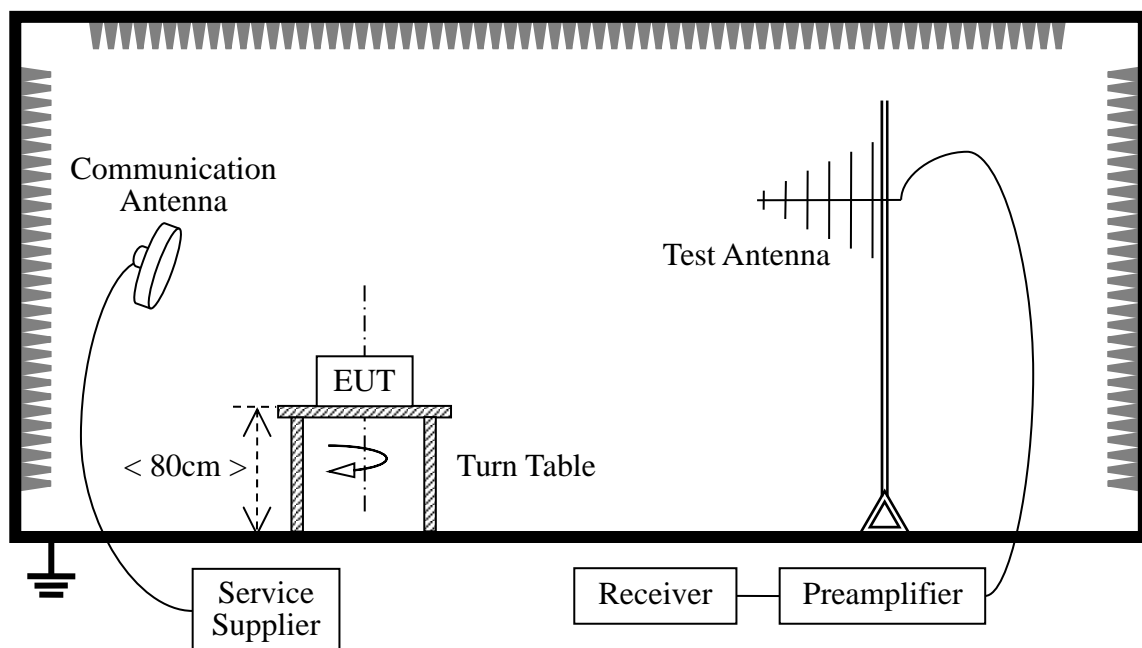 Communication
Antenna
Test Antenna
EUT
< 80cm >
Turn Table
Service
Supplier
Receiver
Preamplifier